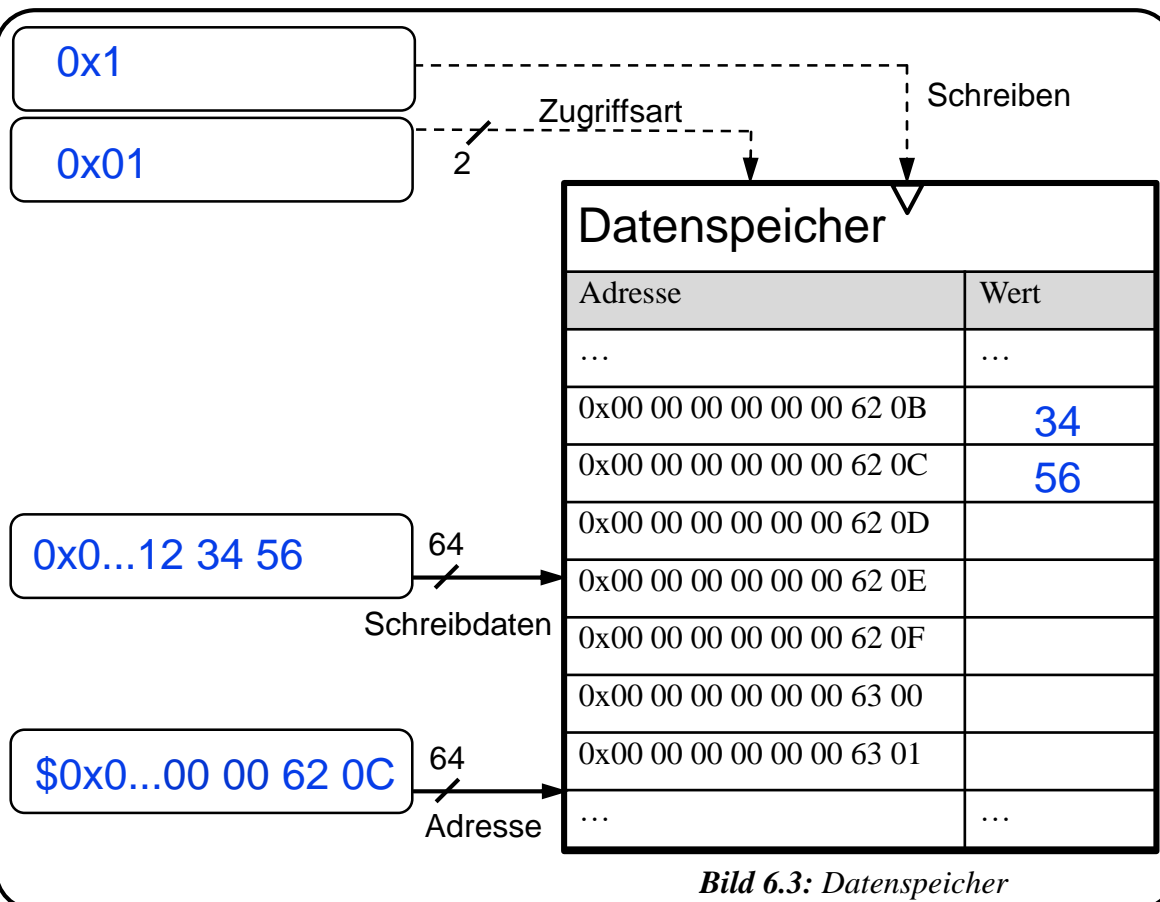 0x1
Schreiben
Zugriffsart
0x01
2
Datenspeicher
Adresse Wert
… …
0x00 00 00 00 00 00 62 0B 34
0x00 00 00 00 00 00 62 0C 56
0x00 00 00 00 00 00 62 0D
0x0...12 34 56
64
0x00 00 00 00 00 00 62 0E
Schreibdaten
0x00 00 00 00 00 00 62 0F
0x00 00 00 00 00 00 63 00
$0x0...00 00 62 0C
64
0x00 00 00 00 00 00 63 01
Adresse
… …
Bild 6.3: Datenspeicher